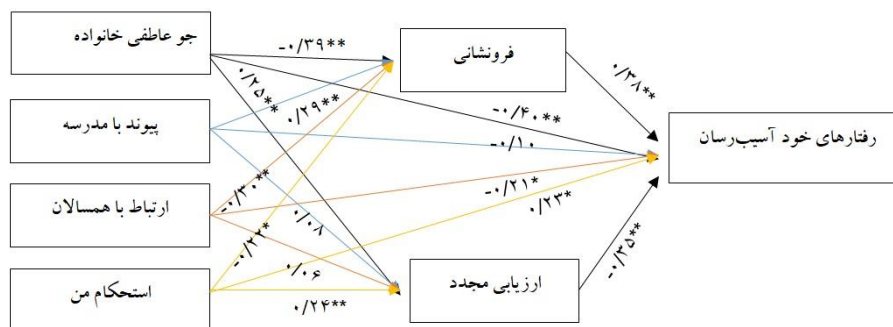 جو عاطفی خانواده
-۰/۳۹**
فرونشانی
۰/۳۸**
۰/۲۵**
۰/۲۹**
-۰/۴۰**
پیوند با مدرسه
-۰/۱۰
رفتارهای خود آسیب‌رسان
ارتباط با همسالان
-۰/۳۰**
-۰/۲۱*
۰/۲۳*
۰/۰۸
-۰/۲۲*
استحکام من
۰/۰۶
۰/۲۴**
ارزیابی مجدد
-۰/۳۵**